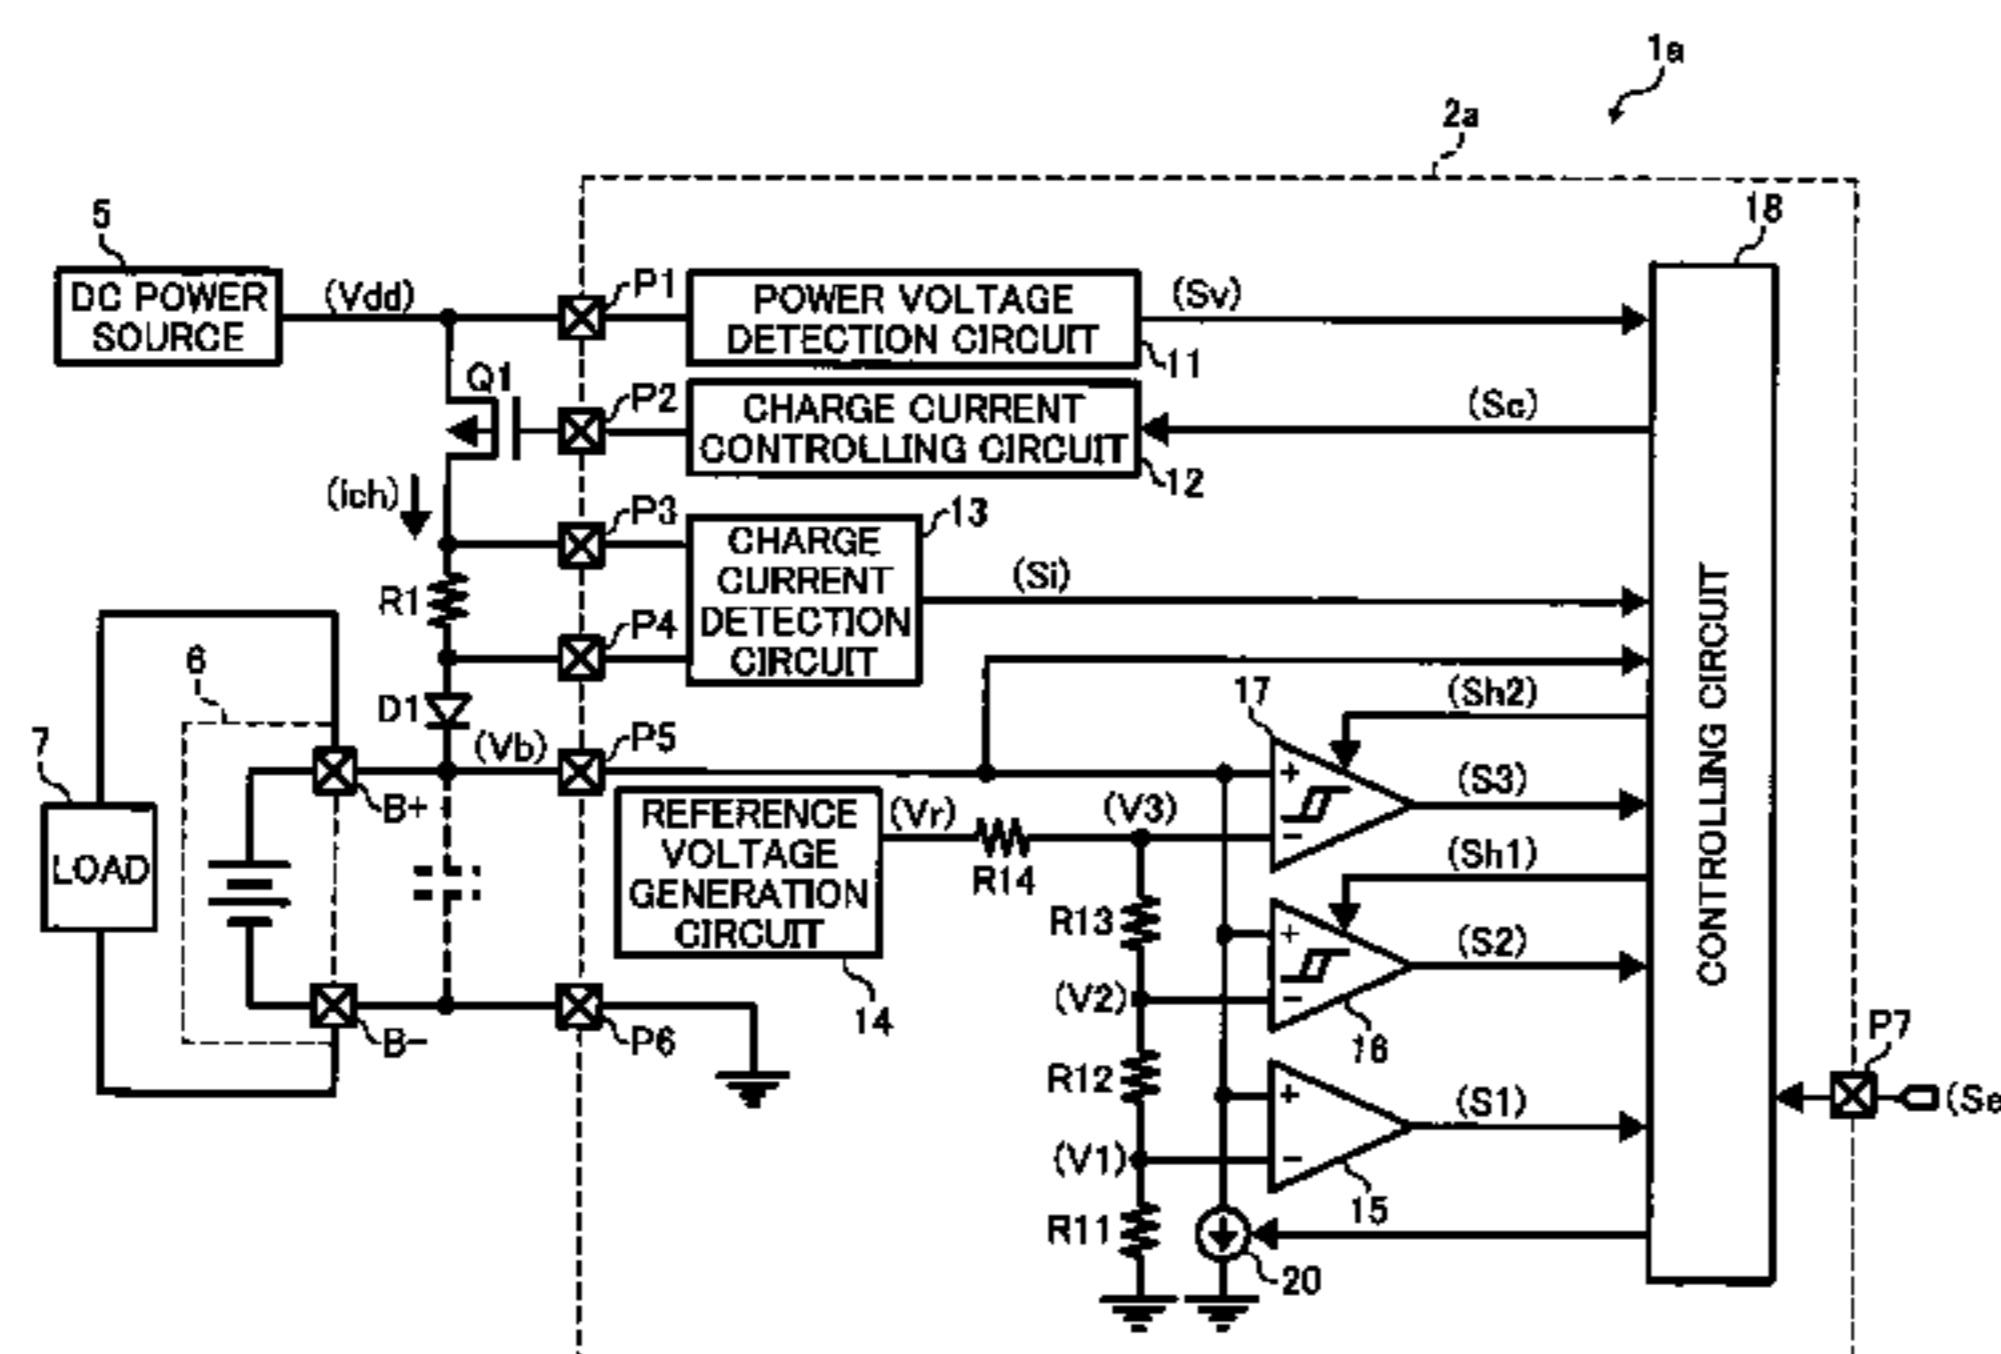 1a
2a
5
DC POWER
SOURCE
(Vdd)
P1
POWER VOLTAGE
DETECTION CIRCUIT
11
(Sv)
18
Q1
P2
CHARGE CURRENT
CONTROLLING CIRCUIT
12
(Sc)
(ich)
P3
CHARGE
CURRENT
DETECTION
CIRCUIT
13
(Si)
R1
P4
CONTROLLING CIRCUIT
6
D1
17
(Sh2)
7
(Vb)
P5
(S3)
B+
REFERENCE
VOLTAGE
GENERATION
CIRCUIT
14
(Vr)
R14
(V3)
+
−
(Sh1)
LOAD
R13
+
−
(S2)
(V2)
16
B−
P6
P7
R12
+
−
(S1)
(Se
(V1)
15
R11
20